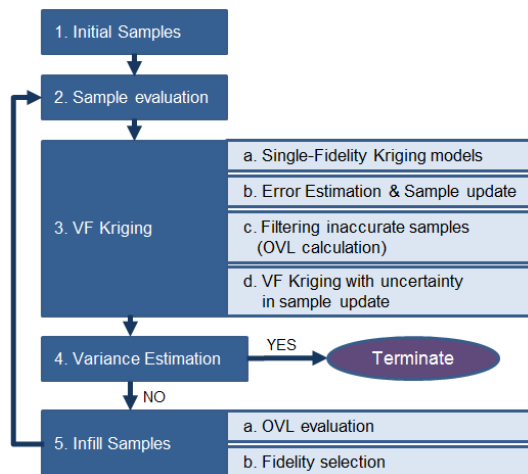 1. Initial Samples
2. Sample evaluation
3. VF Kriging
a. Single-Fidelity Kriging models
b. Error Estimation & Sample update
c. Filtering inaccurate samples
(OVL calculation)
d. VF Kriging with uncertainty
in sample update
4. Variance Estimation
YES
Terminate
NO
5. Infill Samples
a. OVL evaluation
b. Fidelity selection